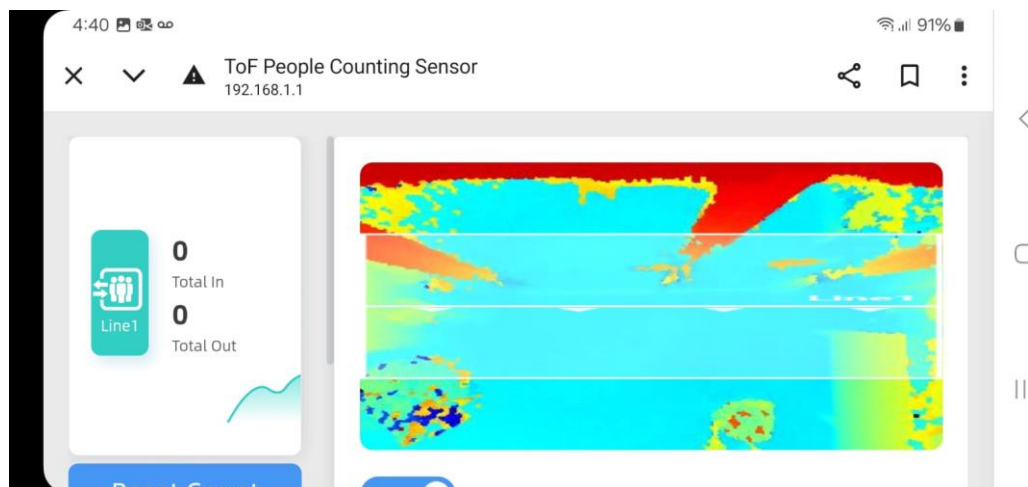 4:40
91%
ToF People Counting Sensor
192.168.1.1
0
Total In
0
Total Out
Line1
Line1